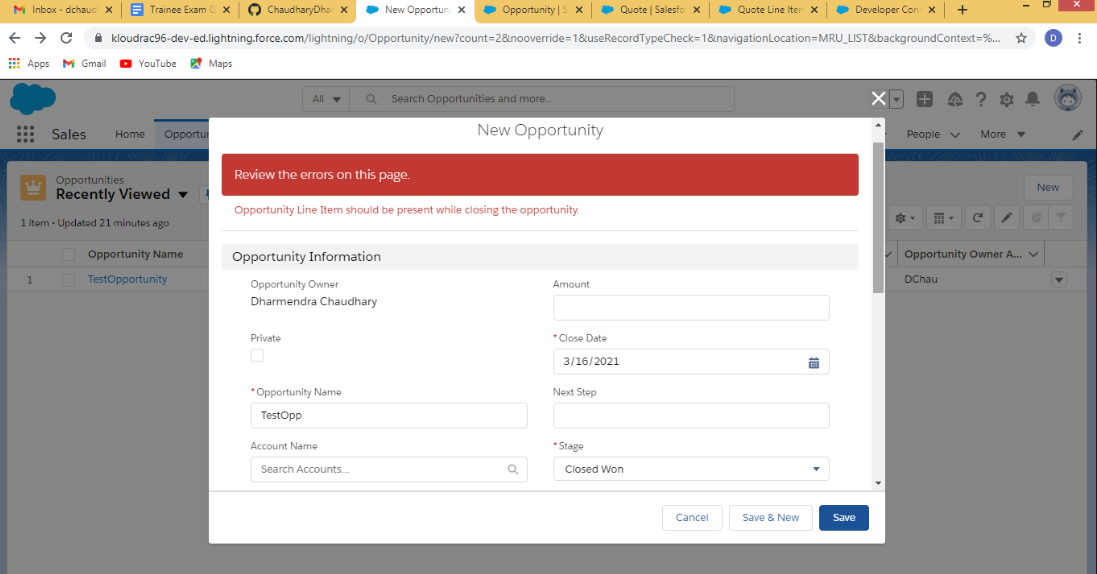 Inbox - dchaud
Trainee Exam C
ChaudharyDha
New Opportun
Opportunity | S
Quote | Salesfo
Quote Line Iten
Developer Con
kloudrac96-dev-ed.lightning.force.com/lightning/o/Opportunity/new?count=2&nooverride=1&useRecordTypeCheck=1&navigationLocation=MRU_LIST&backgroundContext=%...
D
Apps Gmail YouTube Maps
All Search Opportunities and more...
Sales Home Opportu People More
New Opportunity
Review the errors on this page.
Opportunity Line Item should be present while closing the opportunity.
Opportunities
Recently Viewed
New
1 item • Updated 21 minutes ago
Opportunity Name Opportunity Owner A...
1 TestOpportunity DChau
Opportunity Information
Opportunity Owner
Dharmendra Chaudhary
Amount
Private
*Close Date
3/16/2021
*Opportunity Name
TestOpp
Next Step
Account Name
Search Accounts...
*Stage
Closed Won
Cancel Save & New Save